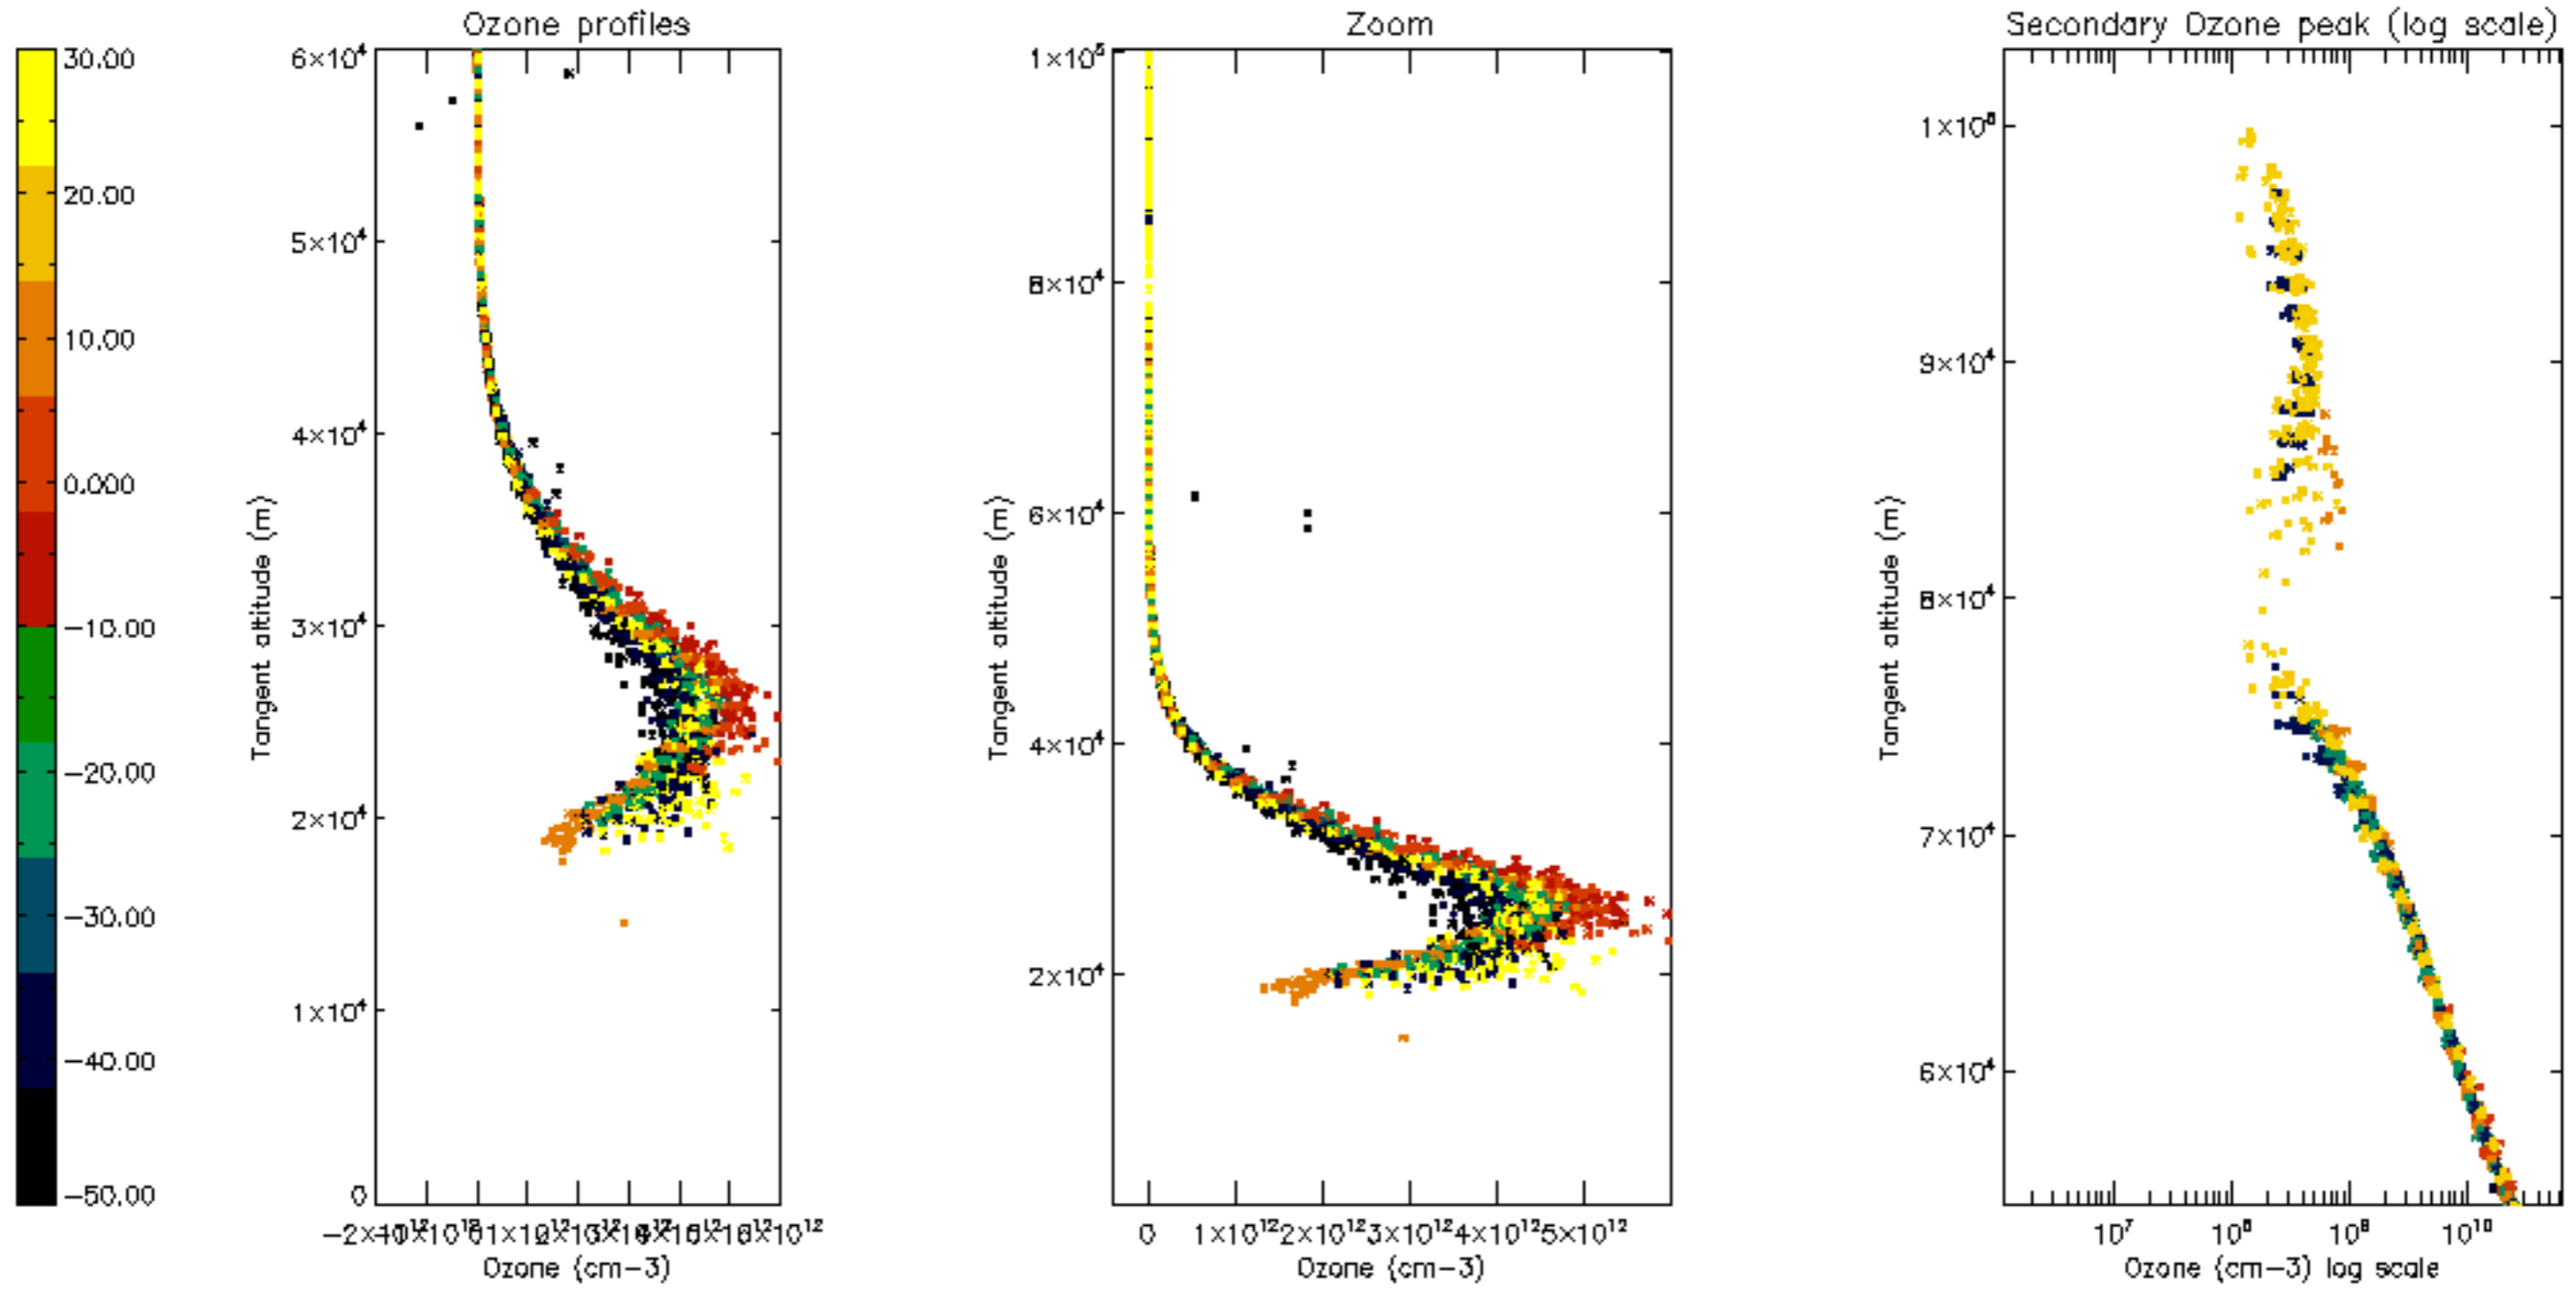 Ozone profiles
Zoom
Secondary Ozone peak (log scale)
30.00
20.00
10.00
0.000
−10.00
−20.00
−30.00
−40.00
−50.00
6×10⁴
5×10⁴
4×10⁴
3×10⁴
2×10⁴
1×10⁴
0
Tangent altitude (m)
Ozone (cm−3)
1×10⁵
8×10⁴
6×10⁴
4×10⁴
2×10⁴
Tangent altitude (m)
0 1×10¹² 2×10¹² 3×10¹² 4×10¹² 5×10¹²
Ozone (cm−3)
1×10⁵
9×10⁴
8×10⁴
7×10⁴
6×10⁴
Tangent altitude (m)
10⁷ 10⁸ 10⁹ 10¹⁰
Ozone (cm−3) log scale